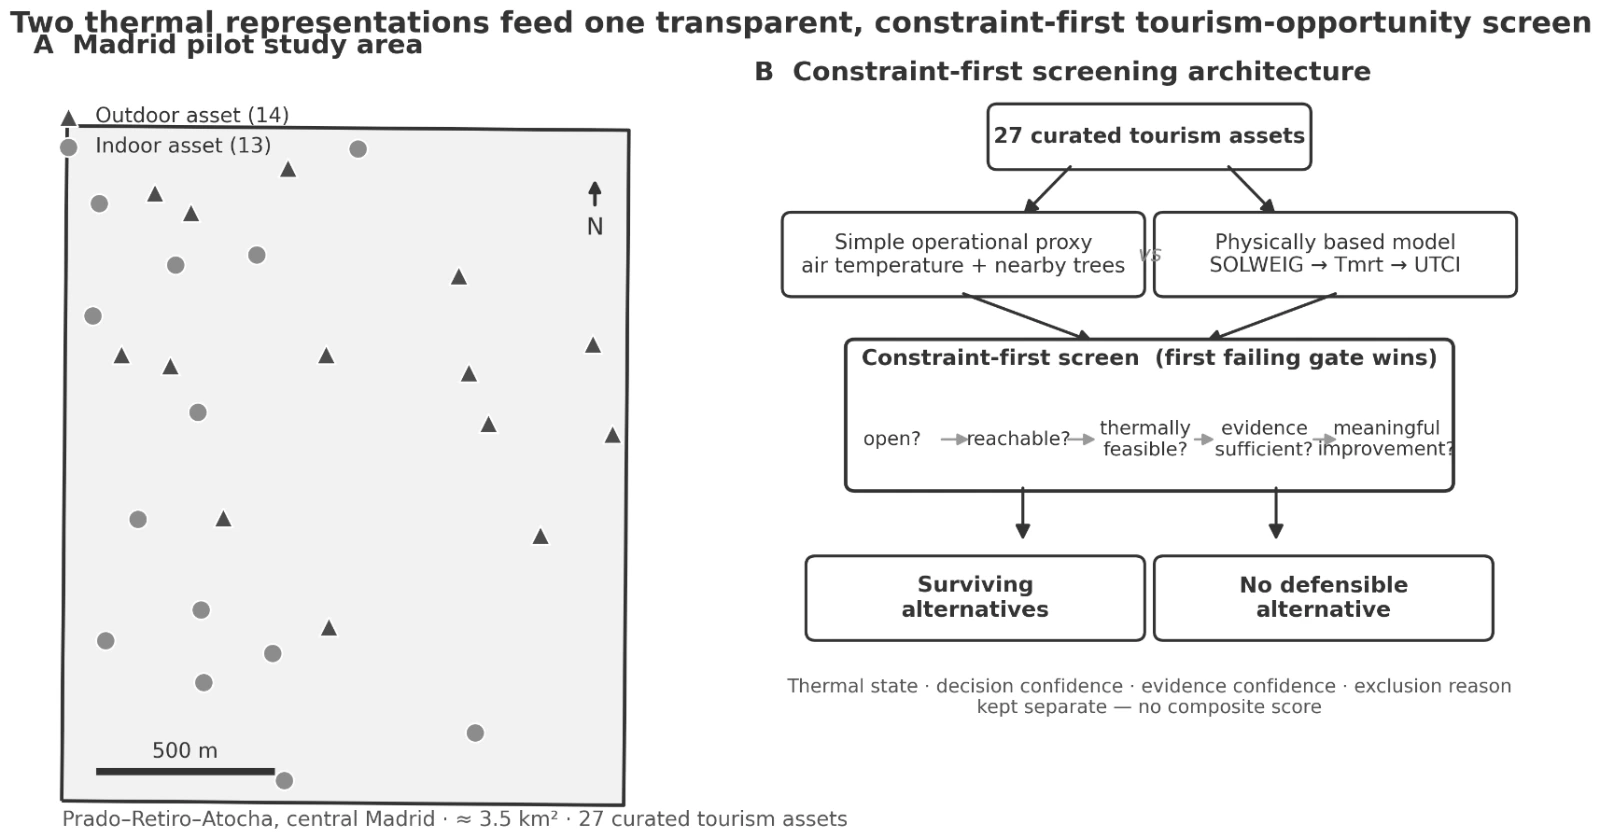 Two thermal representations feed one transparent, constraint-first tourism-opportunity screen
A Madrid pilot study area
Outdoor asset (14)
Indoor asset (13)
N
500 m
Prado–Retiro–Atocha, central Madrid · ≈ 3.5 km² · 27 curated tourism assets
B Constraint-first screening architecture
27 curated tourism assets
Simple operational proxy
air temperature + nearby trees
vs
Physically based model
SOLWEIG → Tmrt → UTCI
Constraint-first screen (first failing gate wins)
open?
reachable?
thermally
feasible?
evidence
sufficient?
meaningful
improvement?
Surviving
alternatives
No defensible
alternative
Thermal state · decision confidence · evidence confidence · exclusion reason
kept separate — no composite score